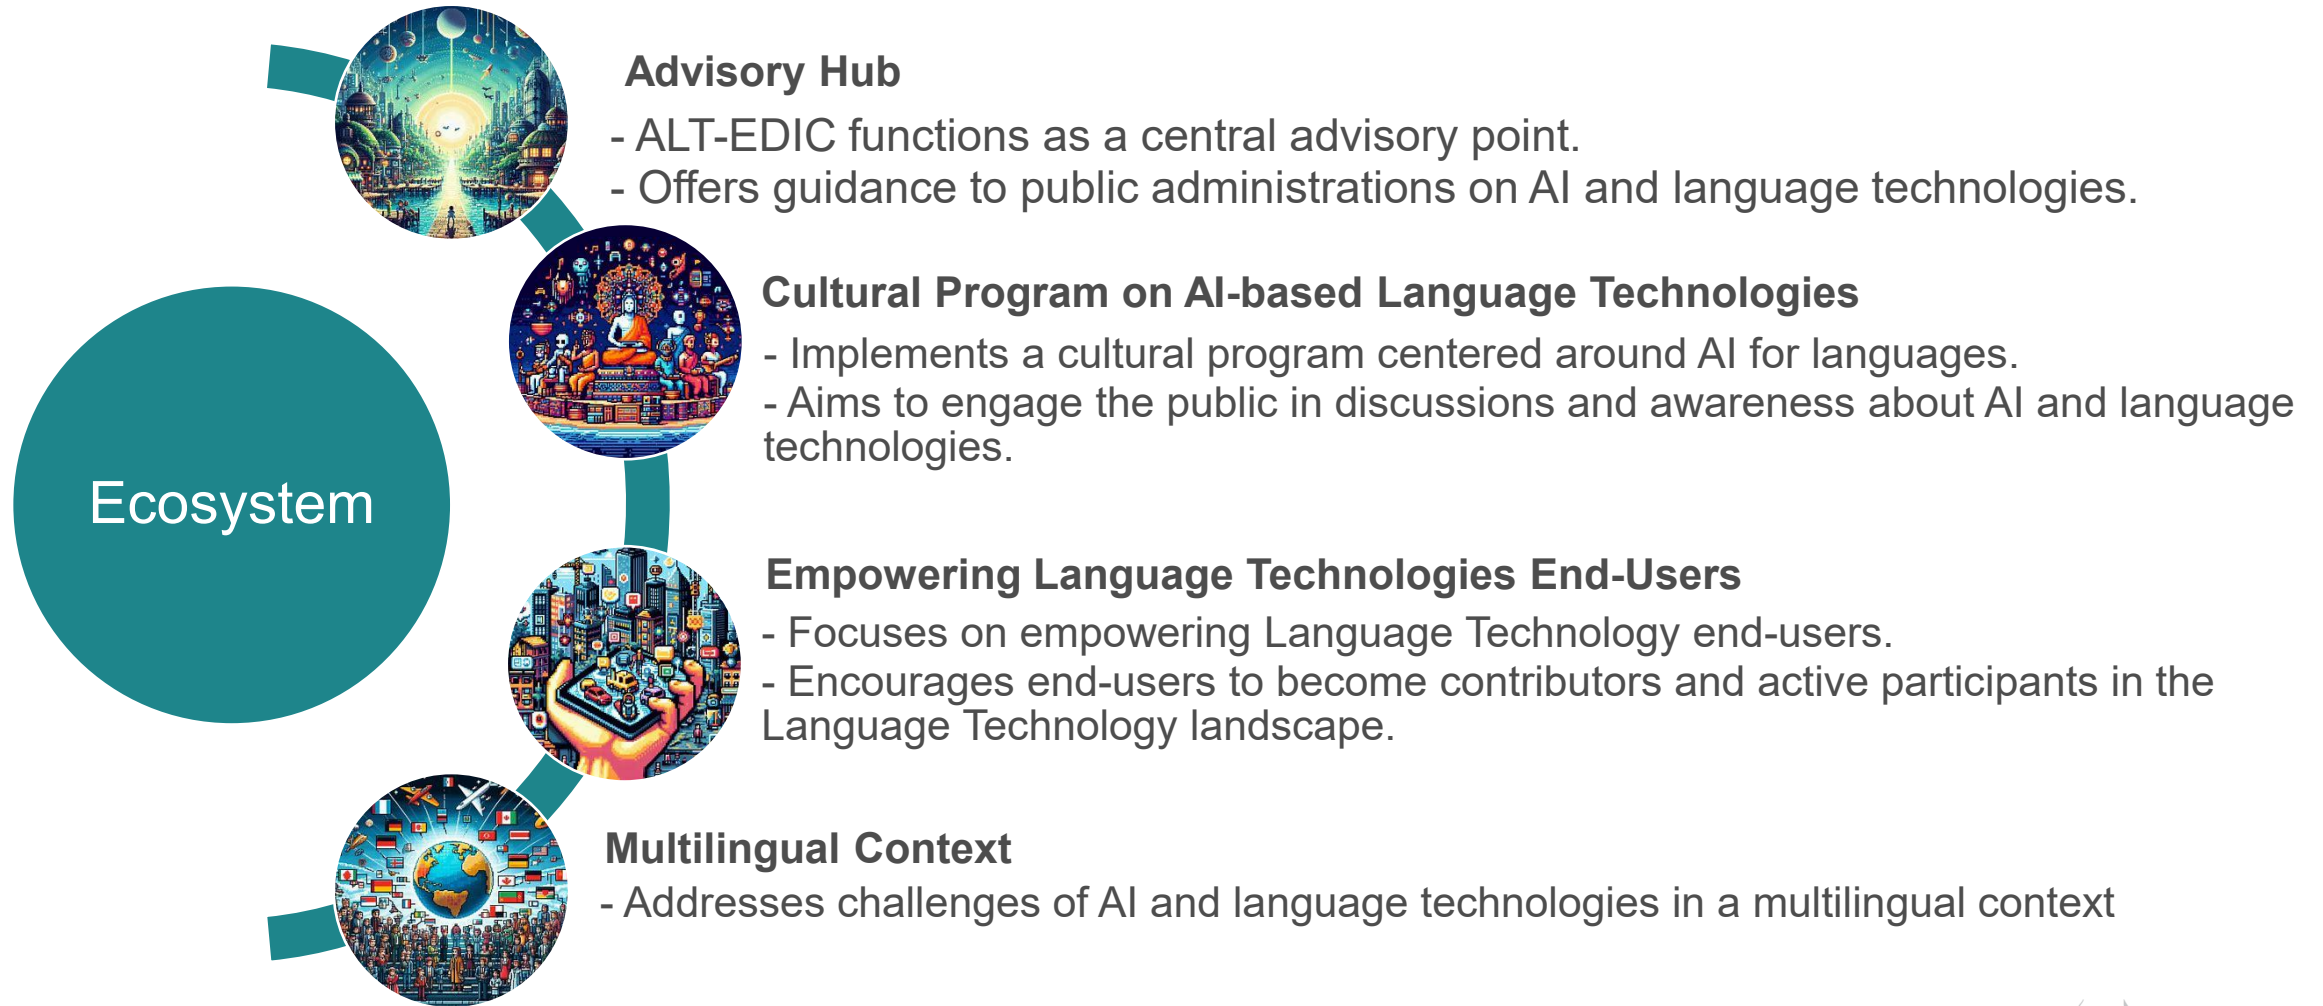 Advisory Hub
- ALT-EDIC functions as a central advisory point.
- Offers guidance to public administrations on AI and language technologies.
Cultural Program on AI-based Language Technologies
- Implements a cultural program centered around AI for languages.
- Aims to engage the public in discussions and awareness about AI and language
technologies.
Ecosystem
Empowering Language Technologies End-Users
- Focuses on empowering Language Technology end-users.
- Encourages end-users to become contributors and active participants in the
Language Technology landscape.
Multilingual Context
- Addresses challenges of AI and language technologies in a multilingual context